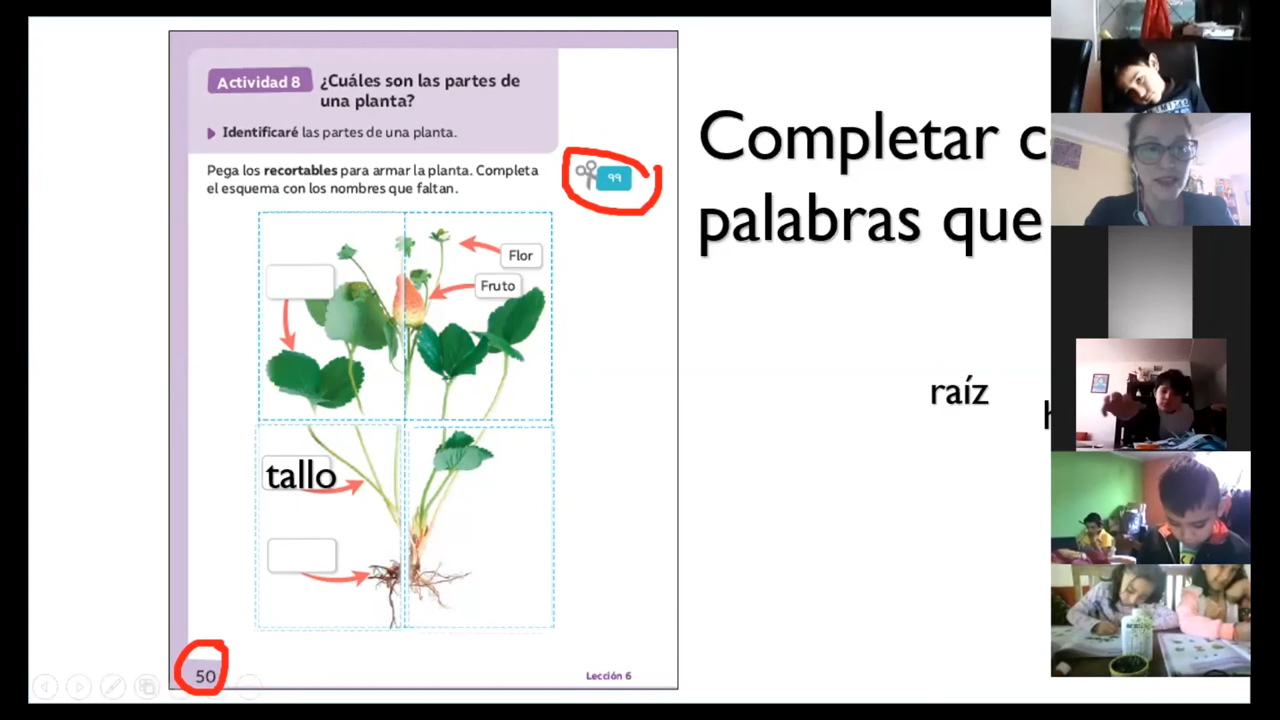 Actividad 8
¿Cuáles son las partes de
una planta?
Identificaré las partes de una planta.
Pega los recortables para armar la planta. Completa
el esquema con los nombres que faltan.
99
Flor
Fruto
tallo
50
Lección 6
Completar
palabras que
raíz